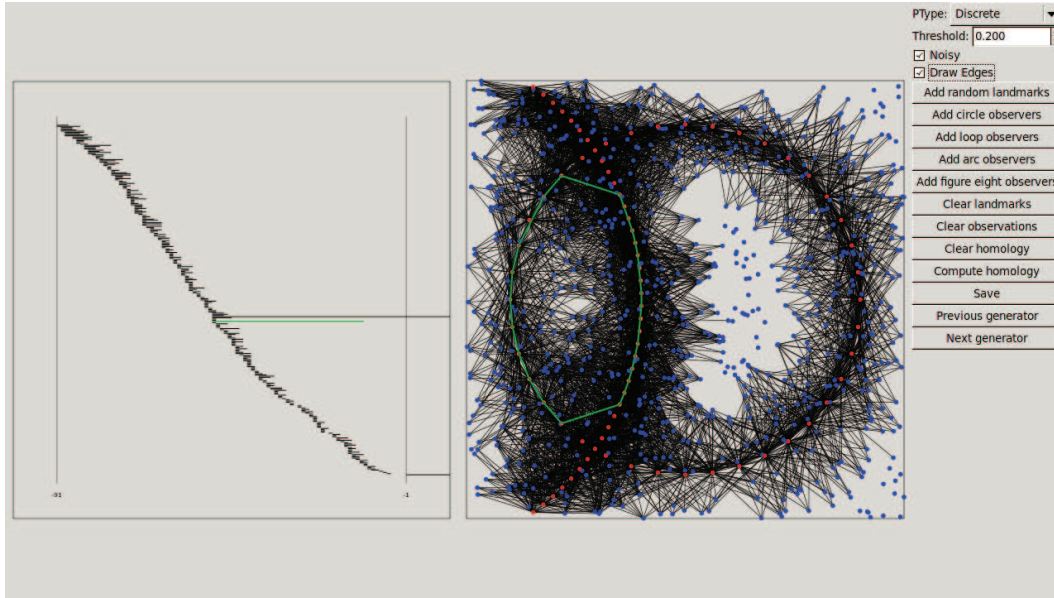 PType: Discrete
Threshold: 0.200
Noisy
Draw Edges
Add random landmarks
Add circle observers
Add loop observers
Add arc observers
Add figure eight observers
Clear landmarks
Clear observations
Clear homology
Compute homology
Save
Previous generator
Next generator
-1